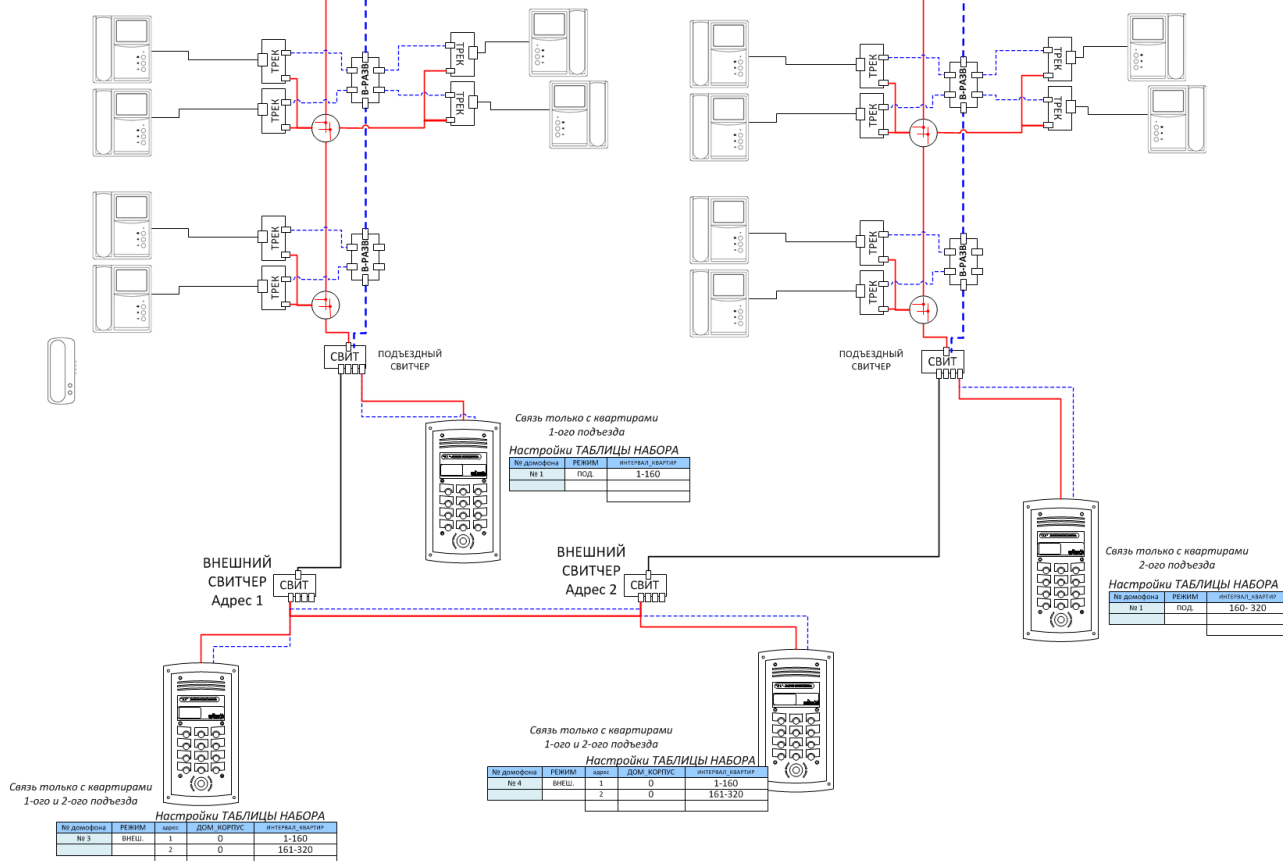 ТРЕК
ТРЕК
В-РАЗВ
ТРЕК
ТРЕК
ТРЕК
ТРЕК
В-РАЗВ
ТРЕК
ТРЕК
ТРЕК
ТРЕК
В-РАЗВ
ТРЕК
ТРЕК
В-РАЗВ
СВИТ
ПОДЪЕЗДНЫЙ
СВИТЧЕР
ПОДЪЕЗДНЫЙ
СВИТЧЕР
СВИТ
Связь только с квартирами
1-ого подъезда
Настройки ТАБЛИЦЫ НАБОРА
№ домофона РЕЖИМ ИНТЕРВАЛ_КВАРТИР
№ 1 ПОД. 1-160
Связь только с квартирами
2-ого подъезда
Настройки ТАБЛИЦЫ НАБОРА
№ домофона РЕЖИМ ИНТЕРВАЛ_КВАРТИР
№ 1 ПОД. 160- 320
ВНЕШНИЙ
СВИТЧЕР
Адрес 1
СВИТ
ВНЕШНИЙ
СВИТЧЕР
Адрес 2
СВИТ
Связь только с квартирами
1-ого и 2-ого подъезда
Настройки ТАБЛИЦЫ НАБОРА
№ домофона РЕЖИМ адрес ДОМ_КОРПУС ИНТЕРВАЛ_КВАРТИР
№ 4 ВНЕШ. 1 0 1-160
2 0 161-320
Связь только с квартирами
1-ого и 2-ого подъезда
Настройки ТАБЛИЦЫ НАБОРА
№ домофона РЕЖИМ адрес ДОМ_КОРПУС ИНТЕРВАЛ_КВАРТИР
№ 3 ВНЕШ. 1 0 1-160
2 0 161-320